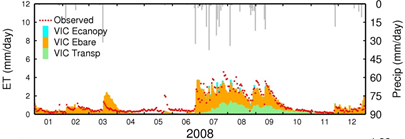 12 Observed 0
10 VIC Ecanopy 15
8 VIC Ebare 30
6 VIC Transp 45
4 60
2 75
0 90
ET (mm/day)
Precip (mm/day)
01 02 03 04 05 06 07 08 09 10 11 12
2008